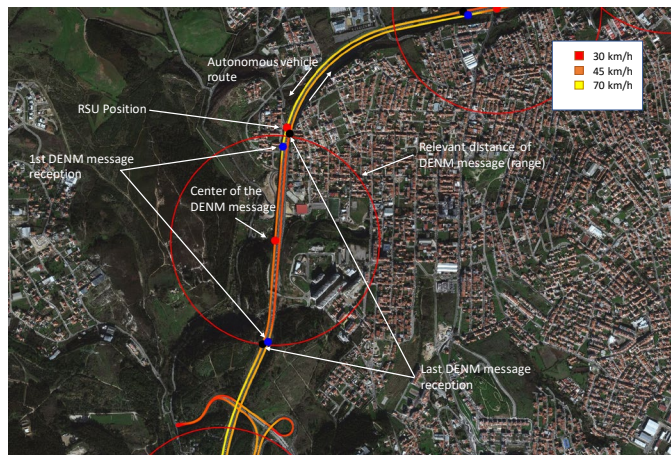 Autonomous vehicle
route
30 km/h
45 km/h
70 km/h
RSU Position
1st DENM message
reception
Relevant distance of
DENM message (range)
Center of the
DENM message
Last DENM message
reception